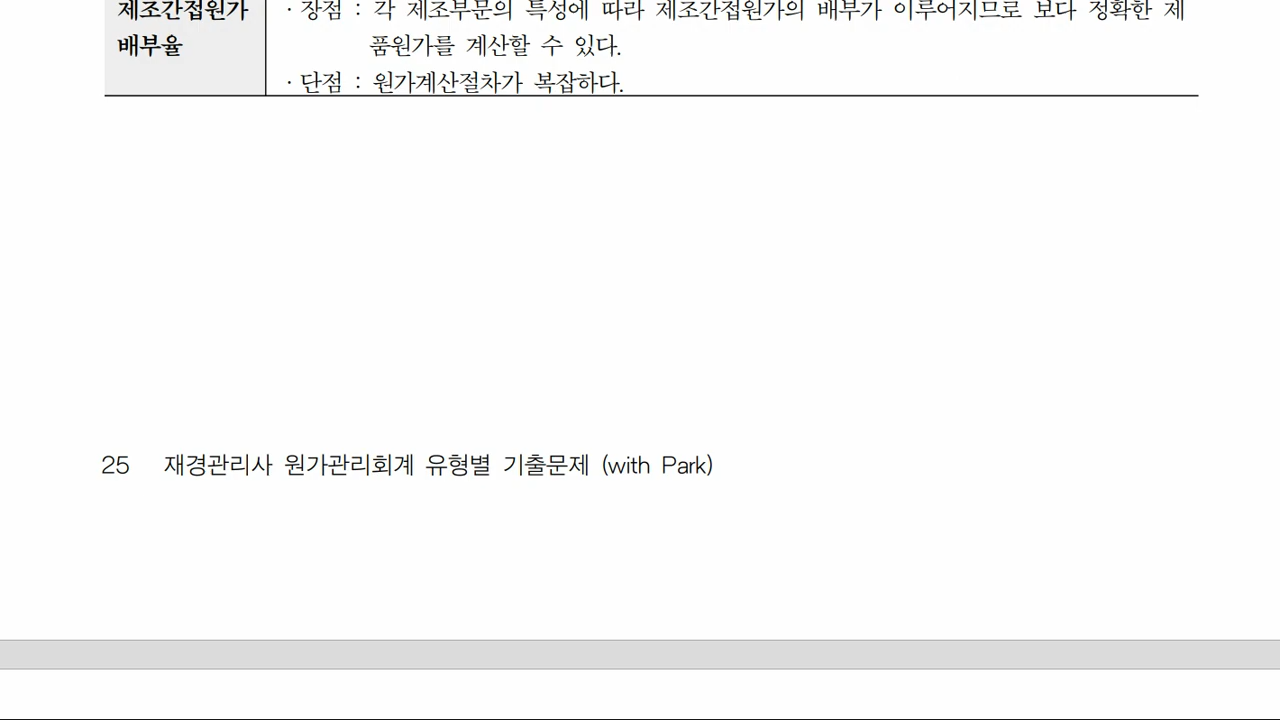 제조간접원가
배부율
· 장점 : 각 제조부문의 특성에 따라 제조간접원가의 배부가 이루어지므로 보다 정확한 제
품원가를 계산할 수 있다.
· 단점 : 원가계산절차가 복잡하다.
25 재경관리사 원가관리회계 유형별 기출문제 (with Park)